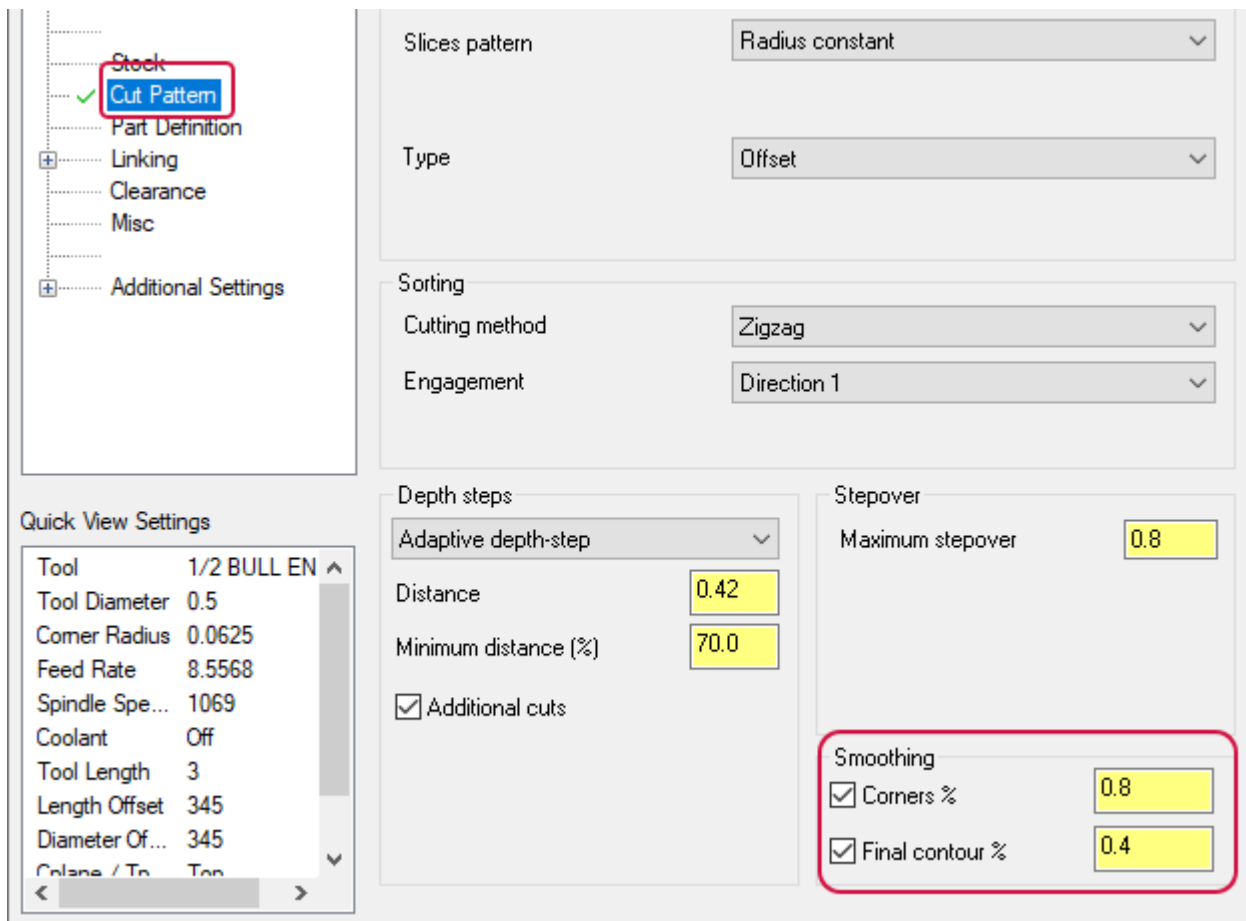 Stock
Cut Pattern
Part Definition
Linking
Clearance
Misc
Additional Settings
Slices pattern Radius constant
Type Offset
Sorting
Cutting method Zigzag
Engagement Direction 1
Quick View Settings
Tool 1/2 BULL EN
Tool Diameter 0.5
Corner Radius 0.0625
Feed Rate 8.5568
Spindle Spe... 1069
Coolant Off
Tool Length 3
Length Offset 345
Diameter Of... 345
Cplane / Tp Top
Depth steps
Adaptive depth-step
Distance 0.42
Minimum distance (%) 70.0
Additional cuts
Stepover
Maximum stepover 0.8
Smoothing
Corners % 0.8
Final contour % 0.4